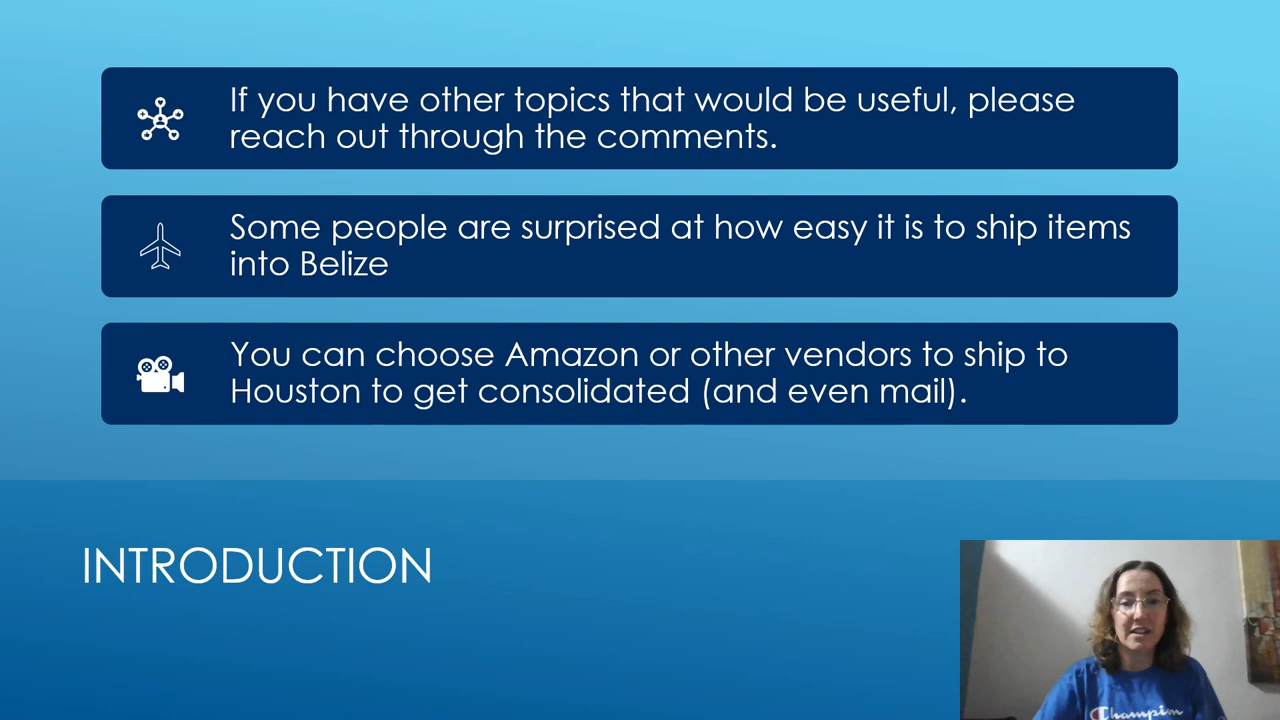 If you have other topics that would be useful, please
reach out through the comments.
Some people are surprised at how easy it is to ship items
into Belize
You can choose Amazon or other vendors to ship to
Houston to get consolidated (and even mail).
INTRODUCTION
Champion